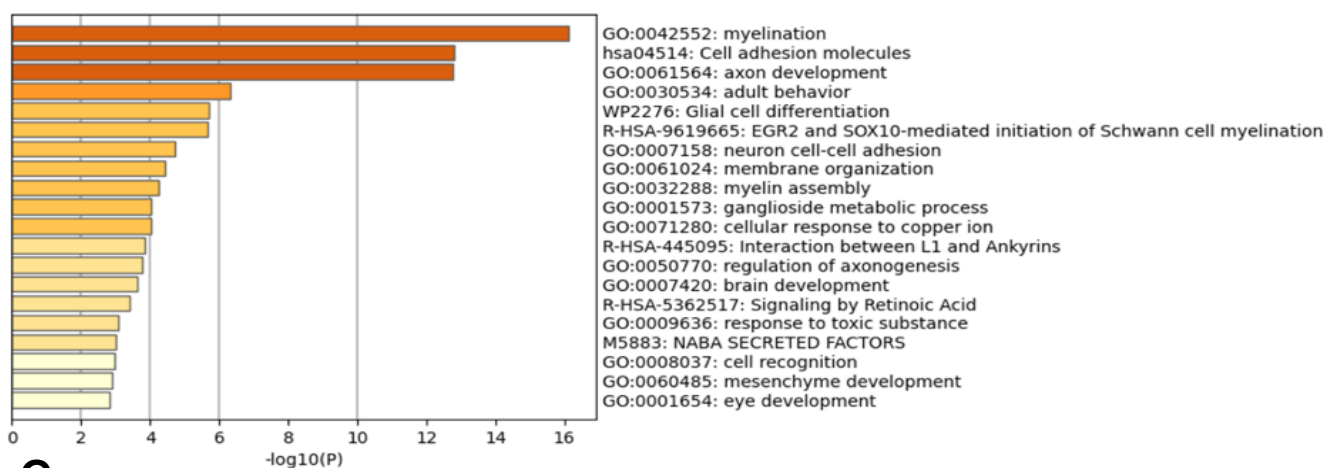 GO:0042552: myelination
hsa04514: Cell adhesion molecules
GO:0061564: axon development
GO:0030534: adult behavior
WP2276: Glial cell differentiation
R-HSA-9619665: EGR2 and SOX10-mediated initiation of Schwann cell myelination
GO:0007158: neuron cell-cell adhesion
GO:0061024: membrane organization
GO:0032288: myelin assembly
GO:0001573: ganglioside metabolic process
GO:0071280: cellular response to copper ion
R-HSA-445095: Interaction between L1 and Ankyrins
GO:0050770: regulation of axonogenesis
GO:0007420: brain development
R-HSA-5362517: Signaling by Retinoic Acid
GO:0009636: response to toxic substance
M5883: NABA SECRETED FACTORS
GO:0008037: cell recognition
GO:0060485: mesenchyme development
GO:0001654: eye development
0 2 4 6 8 10 12 14 16
-log10(P)